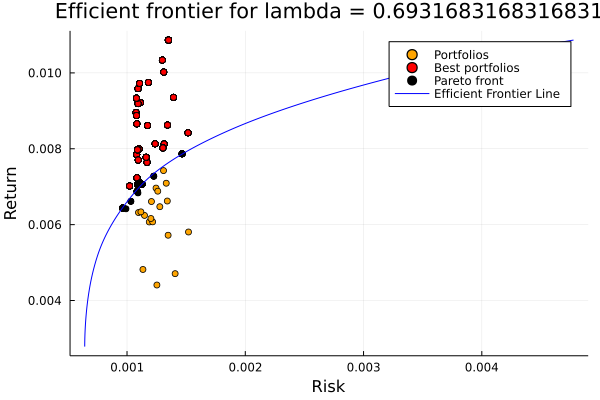 Efficient frontier for lambda = 0.6931683168316831
Portfolios
Best portfolios
Pareto front
Efficient Frontier Line
0.010
0.008
0.006
0.004
Return
0.001
0.002
0.003
0.004
Risk